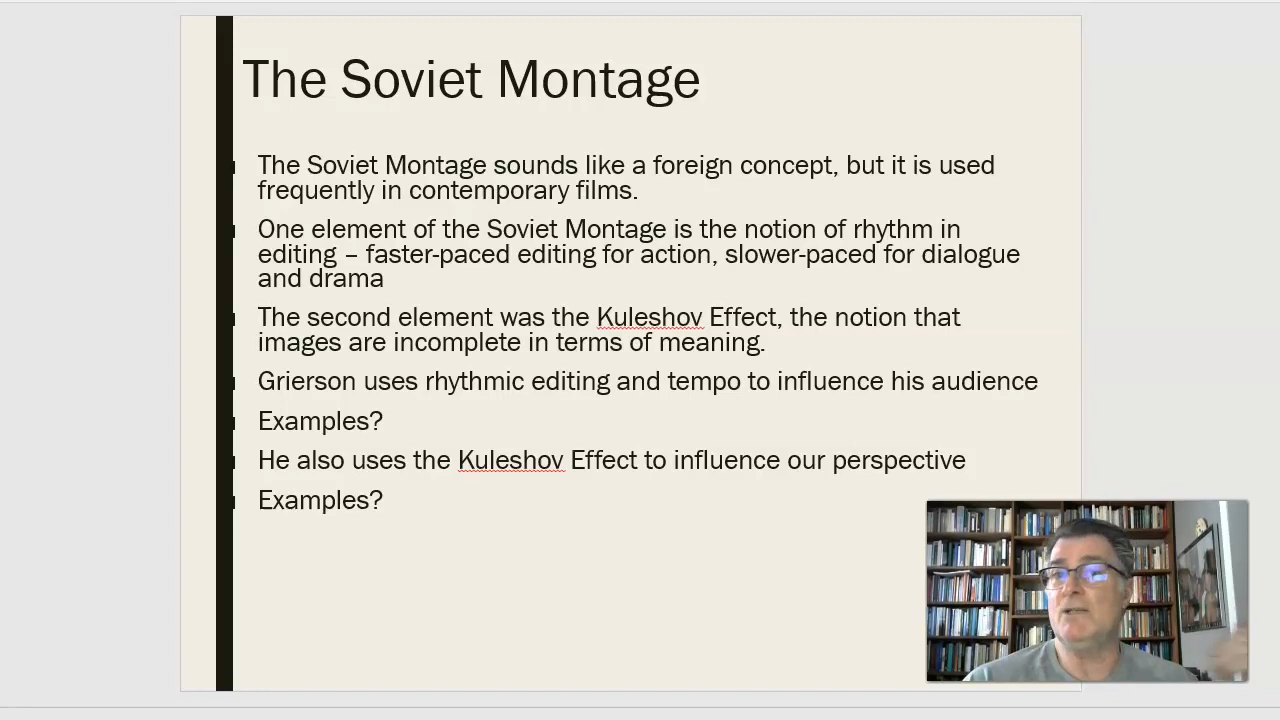 The Soviet Montage
The Soviet Montage sounds like a foreign concept, but it is used
frequently in contemporary films.
One element of the Soviet Montage is the notion of rhythm in
editing – faster-paced editing for action, slower-paced for dialogue
and drama
The second element was the Kuleshov Effect, the notion that
images are incomplete in terms of meaning.
Grierson uses rhythmic editing and tempo to influence his audience
Examples?
He also uses the Kuleshov Effect to influence our perspective
Examples?